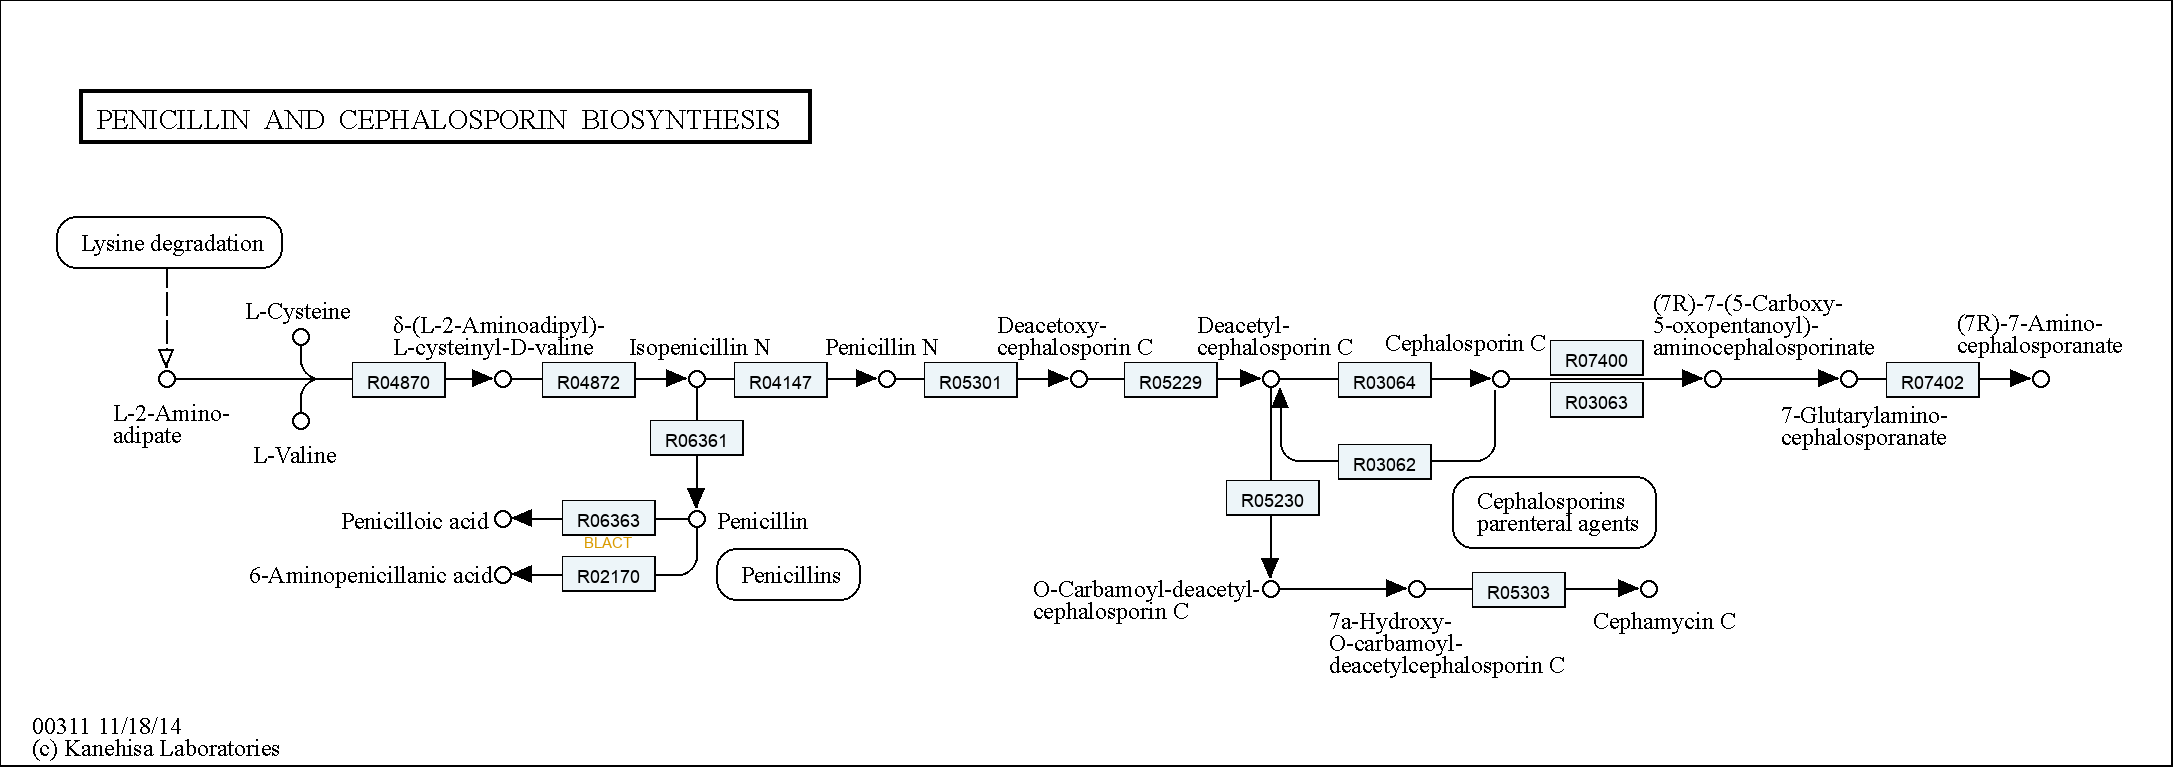 PENICILLIN AND CEPHALOSPORIN BIOSYNTHESIS
Lysine degradation
L-Cysteine
L-2-Amino-
adipate
L-Valine
R04870
δ-(L-2-Aminoadipyl)-
L-cysteinyl-D-valine
R04872
Isopenicillin N
R04147
Penicillin N
R05301
Deacetoxy-
cephalosporin C
R05229
Deacetyl-
cephalosporin C
R03064
Cephalosporin C
R07400
R03063
(7R)-7-(5-Carboxy-
5-oxopentanoyl)-
aminocephalosporinate
7-Glutarylamino-
cephalosporanate
R07402
(7R)-7-Amino-
cephalosporanate
R06361
R03062
R05230
Cephalosporins
parenteral agents
Penicilloic acid
R06363
Penicillin
BLACT
6-Aminopenicillanic acid
R02170
Penicillins
O-Carbamoyl-deacetyl-
cephalosporin C
7a-Hydroxy-
O-carbamoyl-
deacetylcephalosporin C
R05303
Cephamycin C
00311 11/18/14
(c) Kanehisa Laboratories